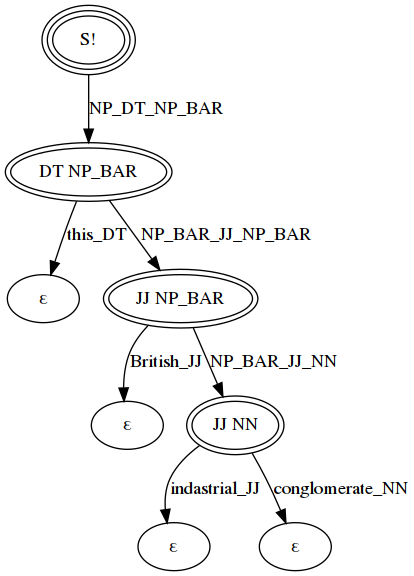 S!
NP_DT_NP_BAR
DT NP_BAR
this_DT NP_BAR_JJ_NP_BAR
ε JJ NP_BAR
British_JJ NP_BAR_JJ_NN
ε JJ NN
indastrial_JJ conglomerate_NN
ε ε